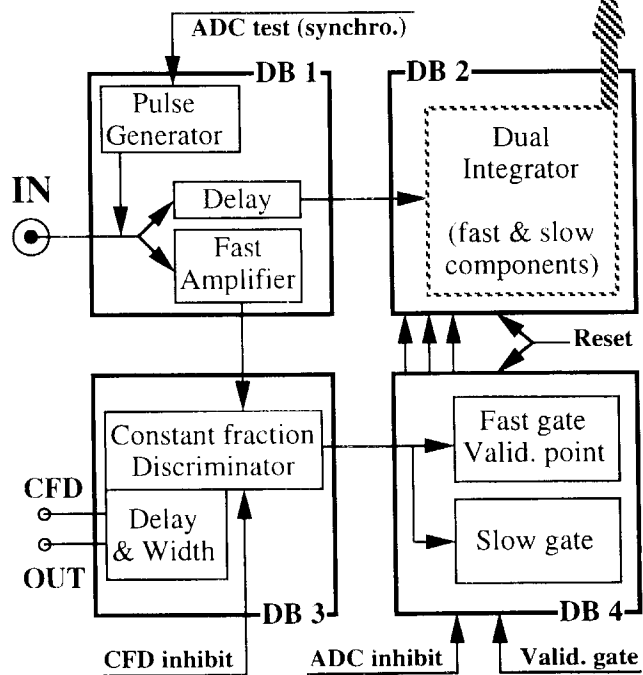 ADC test (synchro.)
DB 1
DB 2
Pulse
Generator
Dual
Integrator
(fast & slow
components)
IN
Delay
Fast
Amplifier
Reset
Constant fraction
Discriminator
Fast gate
Valid. point
CFD
OUT
Delay
& Width
Slow gate
DB 3
DB 4
CFD inhibit
ADC inhibit
Valid. gate